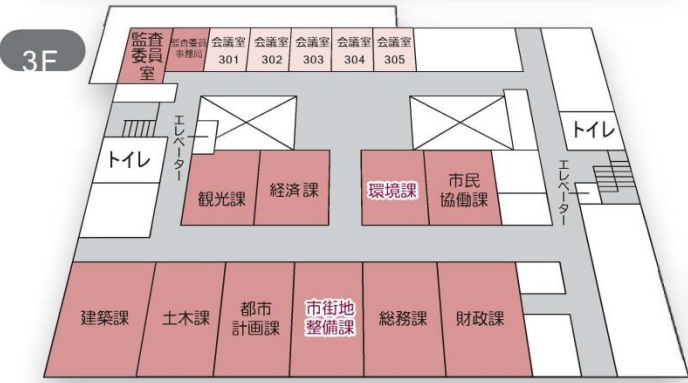 3F
監査
委員
室
監査委員
事務局
会議室
301
会議室
302
会議室
303
会議室
304
会議室
305
エレベーター
トイレ
トイレ
エレベーター
観光課
経済課
環境課
市民
協働課
建築課
土木課
都市
計画課
市街地
整備課
総務課
財政課